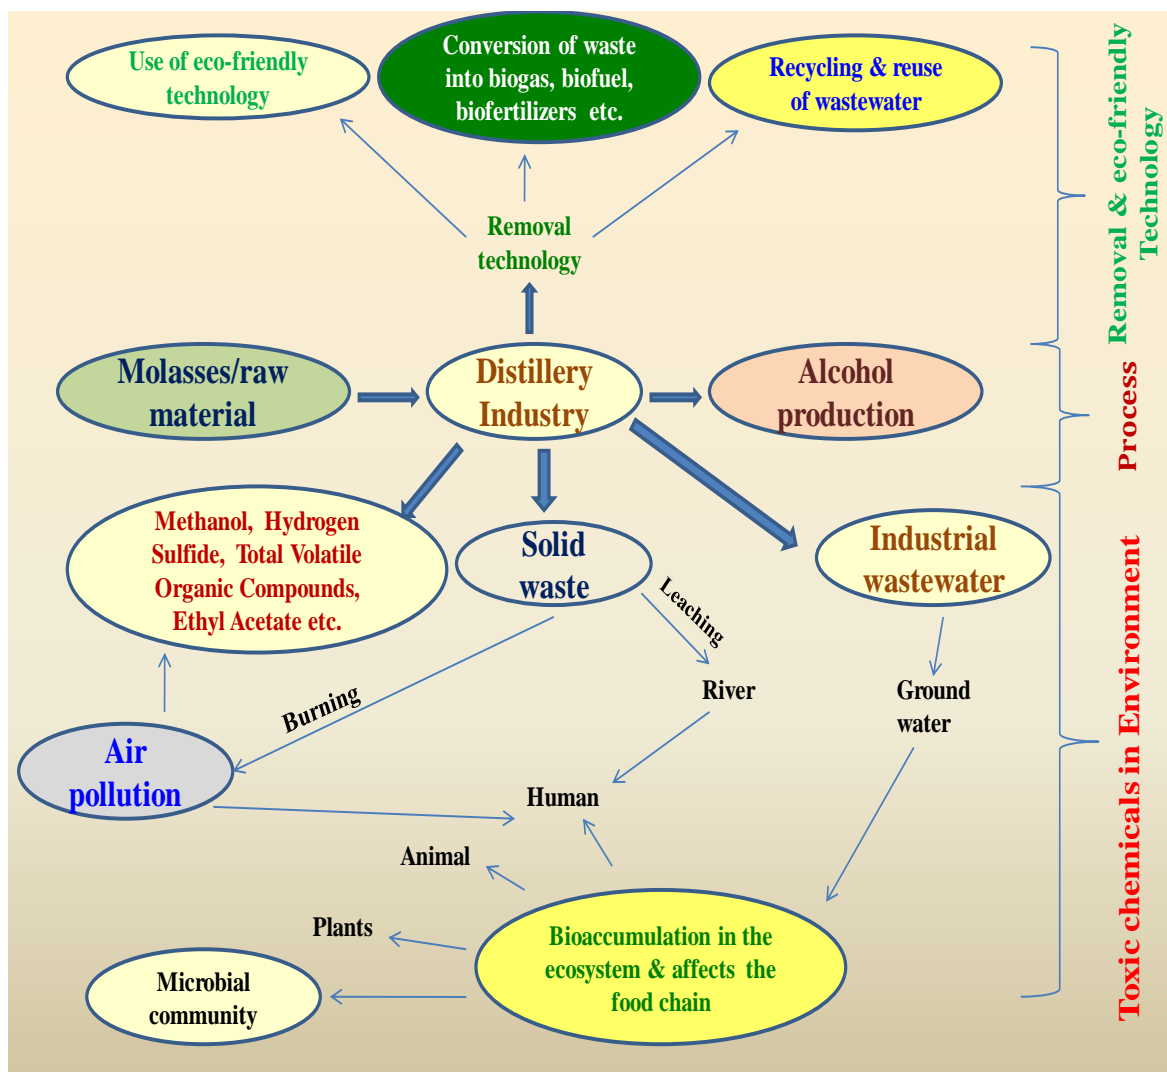 Use of eco-friendly
technology
Conversion of waste
into biogas, biofuel,
biofertilizers etc.
Recycling & reuse
of wastewater
Removal & eco-friendly
Technology
Removal
technology
Molasses/raw
material
Distillery
Industry
Alcohol
production
Process
Methanol, Hydrogen
Sulfide, Total Volatile
Organic Compounds,
Ethyl Acetate etc.
Solid
waste
Industrial
wastewater
Leaching
Burning
River
Ground
water
Air
pollution
Human
Animal
Plants
Microbial
community
Bioaccumulation in the
ecosystem & affects the
food chain
Toxic chemicals in Environment